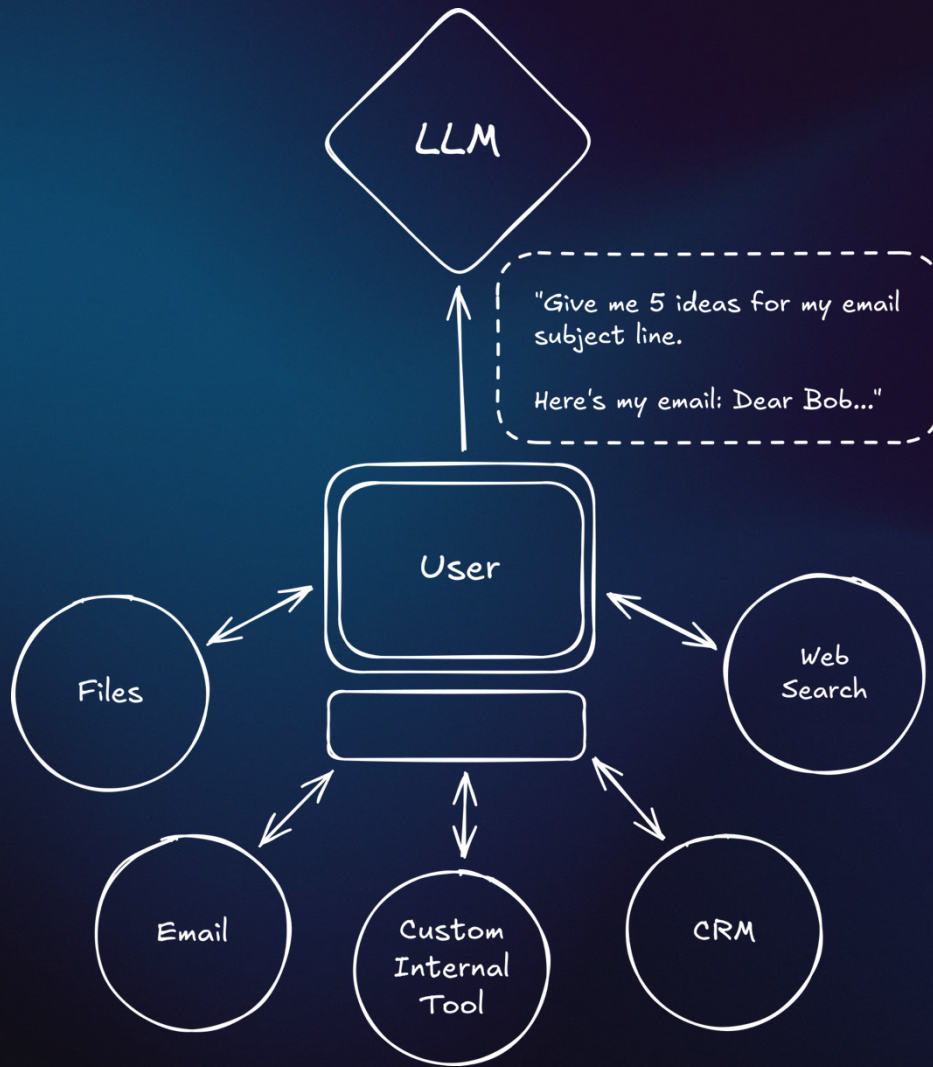 LLM
"Give me 5 ideas for my email
subject line.
Here's my email: Dear Bob..."
User
Files
Web
Search
Email
Custom
Internal
Tool
CRM